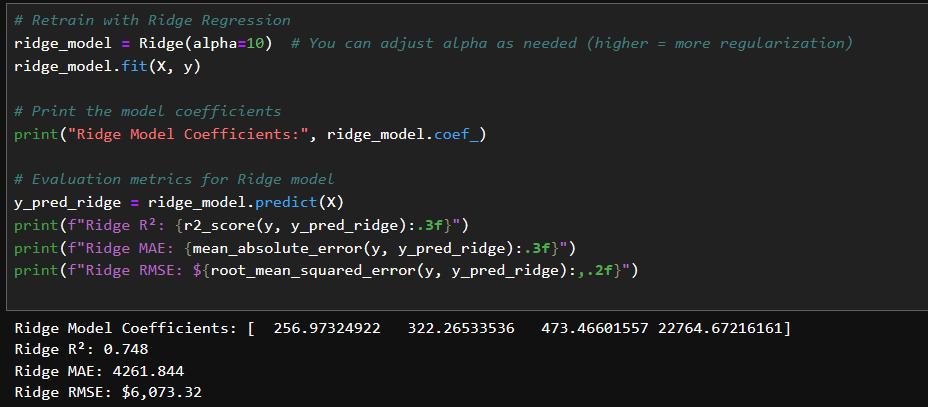 # Retrain with Ridge Regression
ridge_model = Ridge(alpha=10)  # You can adjust alpha as needed (higher = more regularization)
ridge_model.fit(X, y)
# Print the model coefficients
print("Ridge Model Coefficients:", ridge_model.coef_)
# Evaluation metrics for Ridge model
y_pred_ridge = ridge_model.predict(X)
print(f"Ridge R²: {r2_score(y, y_pred_ridge):.3f}")
print(f"Ridge MAE: {mean_absolute_error(y, y_pred_ridge):.3f}")
print(f"Ridge RMSE: ${root_mean_squared_error(y, y_pred_ridge):,.2f}")
Ridge Model Coefficients: [  256.97324922   322.26533536   473.46601557 22764.67216161]
Ridge R²: 0.748
Ridge MAE: 4261.844
Ridge RMSE: $6,073.32